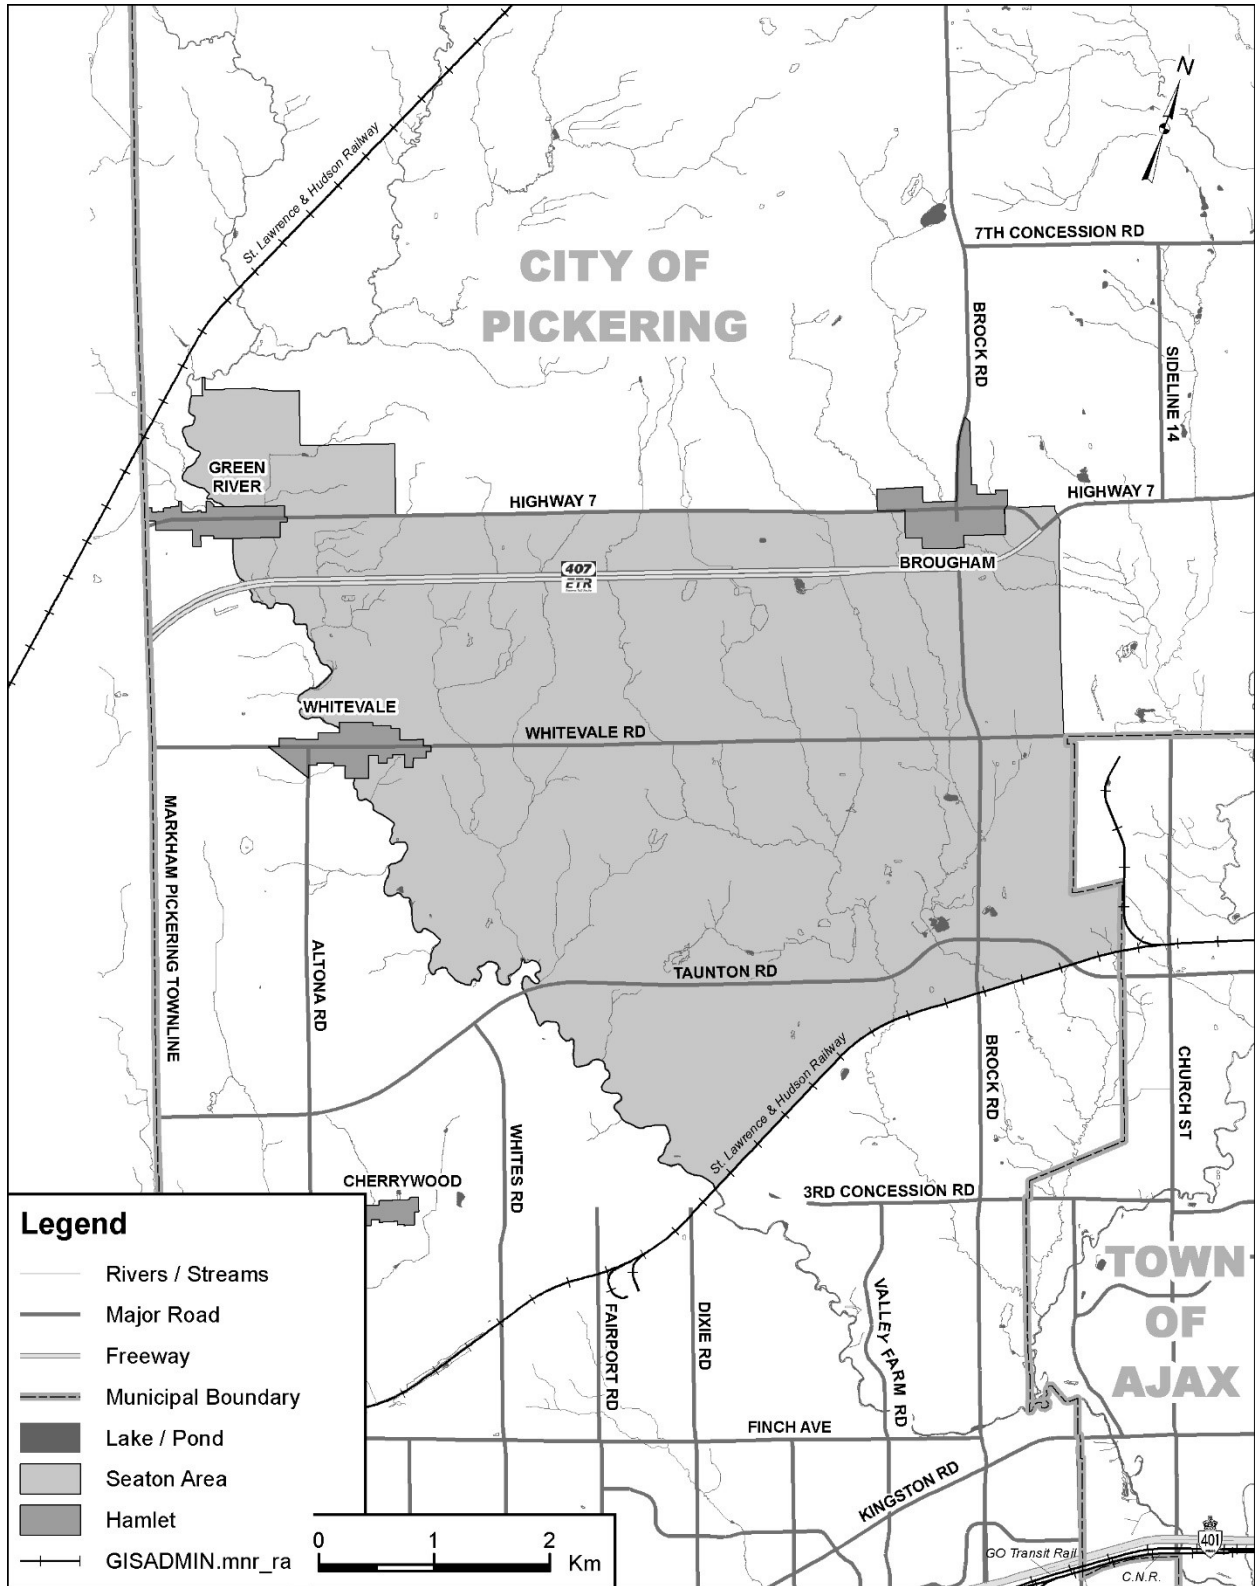 N
St. Lawrence & Hudson Railway
7TH CONCESSION RD
CITY OF
PICKERING
BROCK RD
SIDELINE 14
GREEN
RIVER
HIGHWAY 7
HIGHWAY 7
407
ETR
BROUGHAM
WHITEVALE
WHITEVALE RD
MARKHAM PICKERING TOWNLINE
ALTONA RD
TAUNTON RD
St. Lawrence & Hudson Railway
BROCK RD
CHURCH ST
WHITES RD
CHERRYWOOD
3RD CONCESSION RD
TOWN
OF
AJAX
FAIRPORT RD
DIXIE RD
VALLEY FARM RD
FINCH AVE
KINGSTON RD
401
GO Transit Rail
C.N.R.
Legend
Rivers / Streams
Major Road
Freeway
Municipal Boundary
Lake / Pond
Seaton Area
Hamlet
GISADMIN.mnr_ra
0 1 2
Km